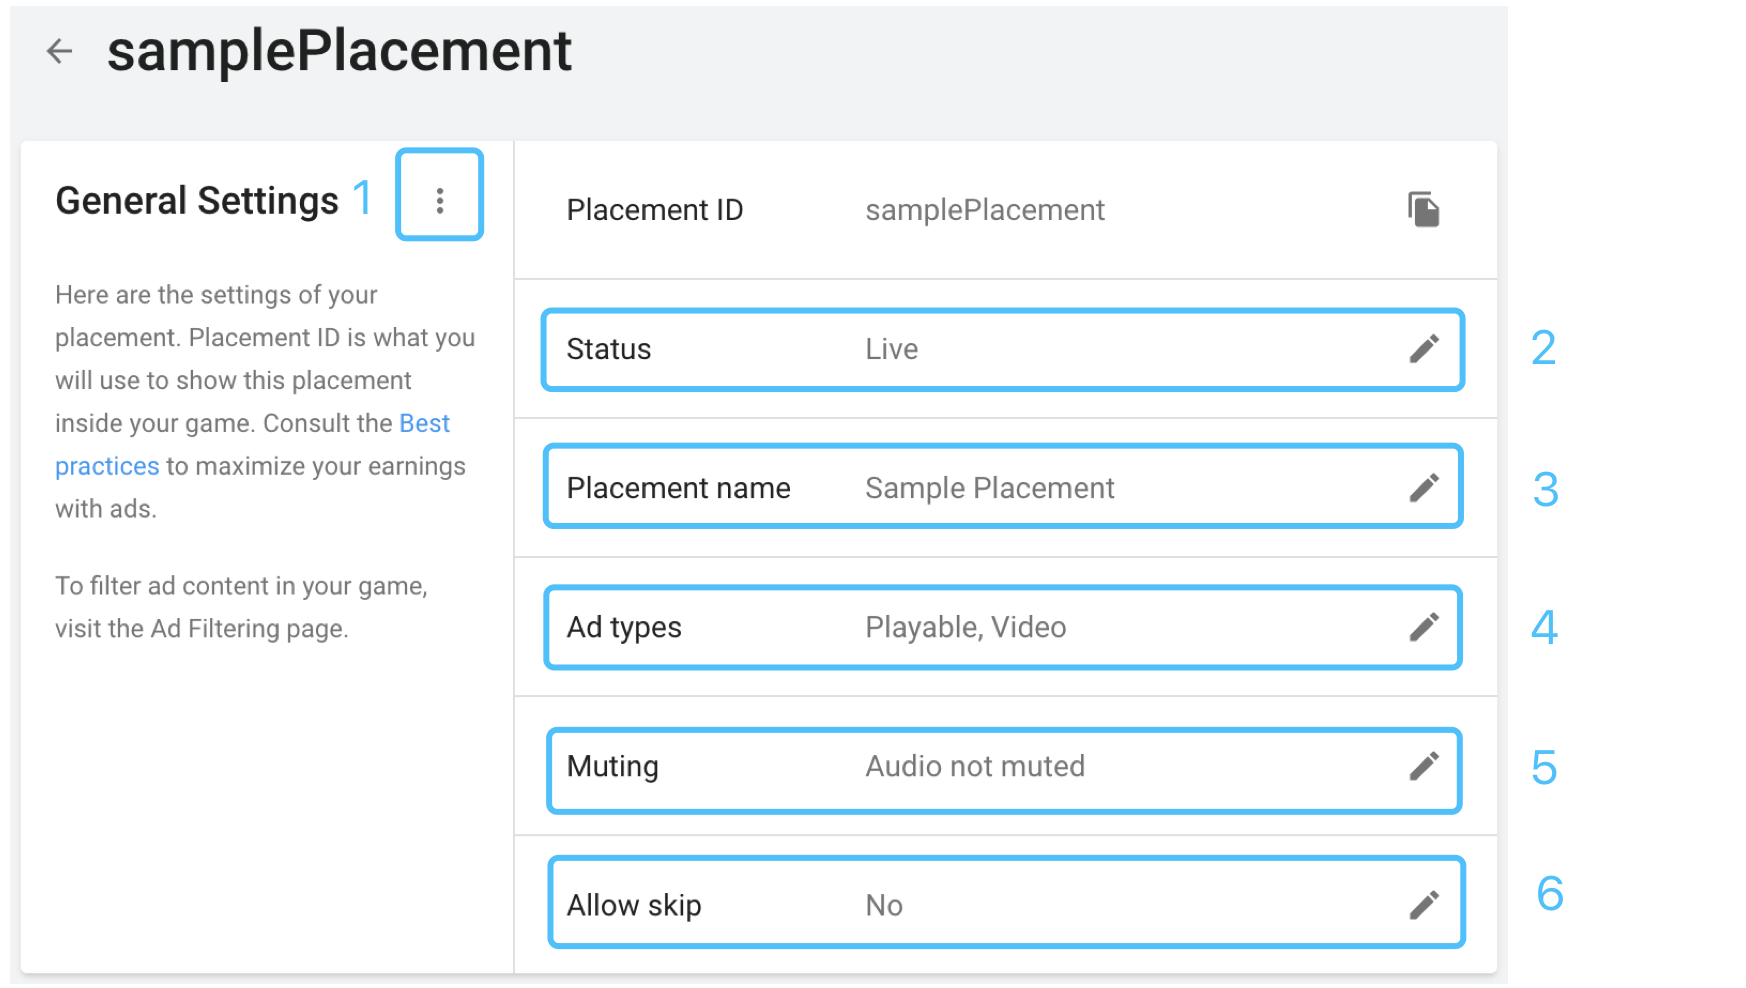 samplePlacement
General Settings 1
Here are the settings of your
placement. Placement ID is what you
will use to show this placement
inside your game. Consult the Best
practices to maximize your earnings
with ads.
To filter ad content in your game,
visit the Ad Filtering page.
Placement ID samplePlacement
Status Live 2
Placement name Sample Placement 3
Ad types Playable, Video 4
Muting Audio not muted 5
Allow skip No 6